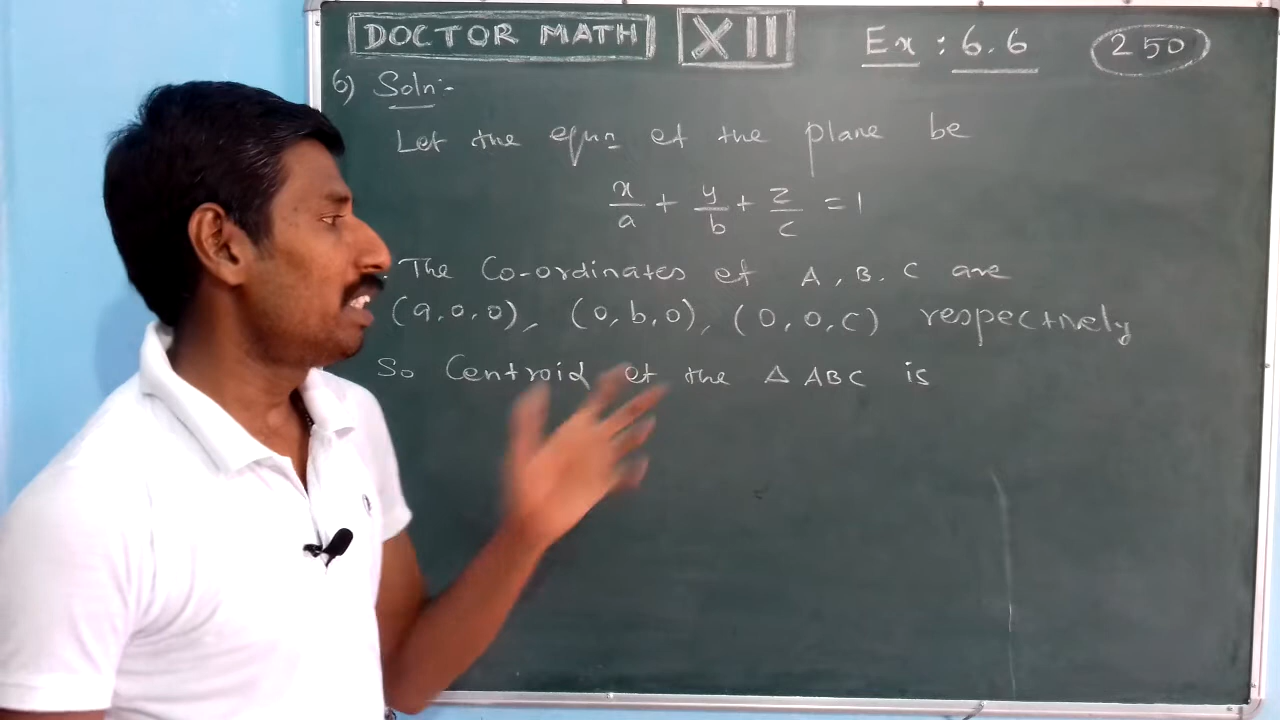 DOCTOR MATH XII Ex : 6.6 250
6) Soln:-
Let the eqn of the plane be
x/a + y/b + z/c = 1
. The Co-ordinates of A, B, C are
(a, 0, 0), (0, b, 0), (0, 0, c) respectively
So Centroid of the Δ ABC is